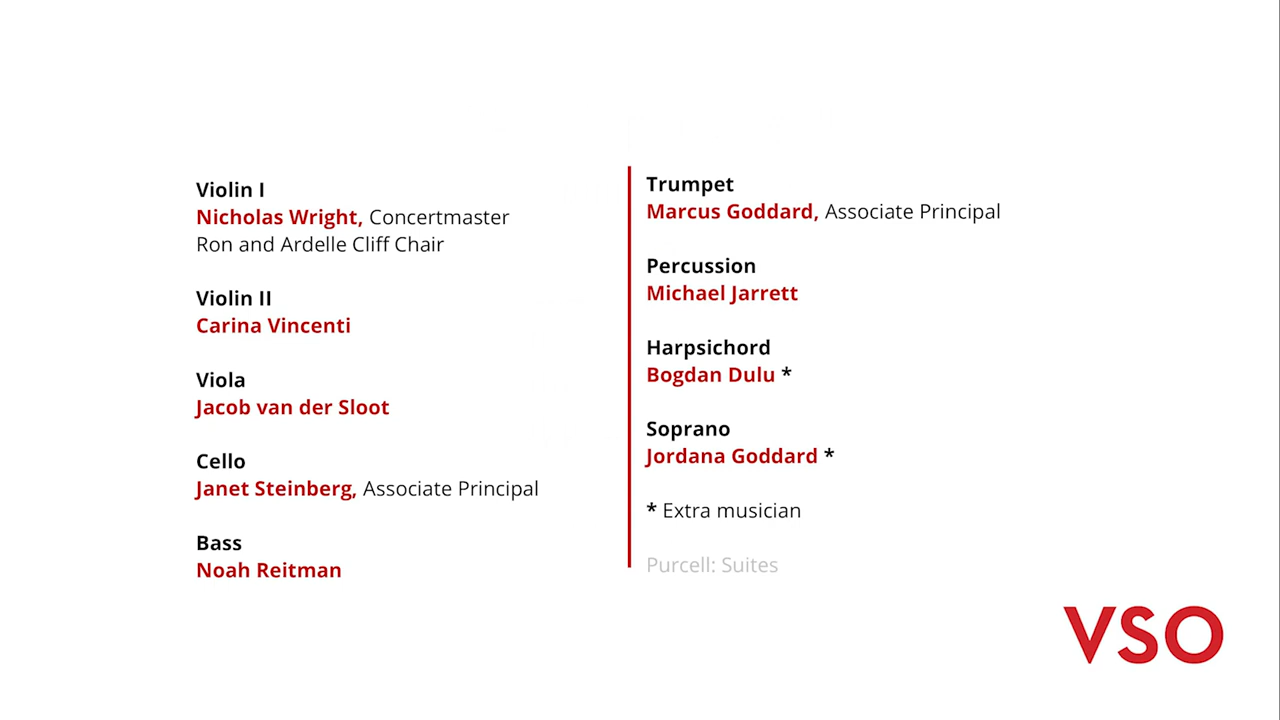 Violin I
Nicholas Wright, Concertmaster
Ron and Ardelle Cliff Chair
Violin II
Carina Vincenti
Viola
Jacob van der Sloot
Cello
Janet Steinberg, Associate Principal
Bass
Noah Reitman
Trumpet
Marcus Goddard, Associate Principal
Percussion
Michael Jarrett
Harpsichord
Bogdan Dulu *
Soprano
Jordana Goddard *
* Extra musician
Purcell: Suites
VSO